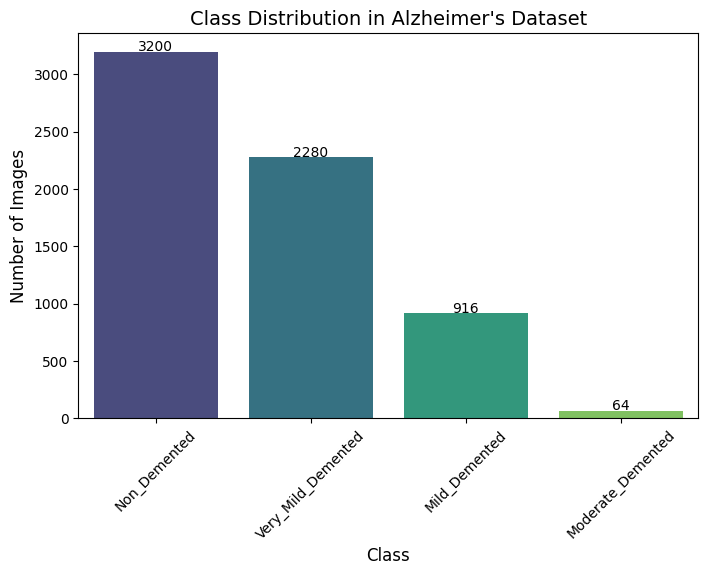 Class Distribution in Alzheimer's Dataset
Number of Images
3000
2500
2000
1500
1000
500
0
3200
2280
916
64
Non_Demented
Very_Mild_Demented
Mild_Demented
Moderate_Demented
Class